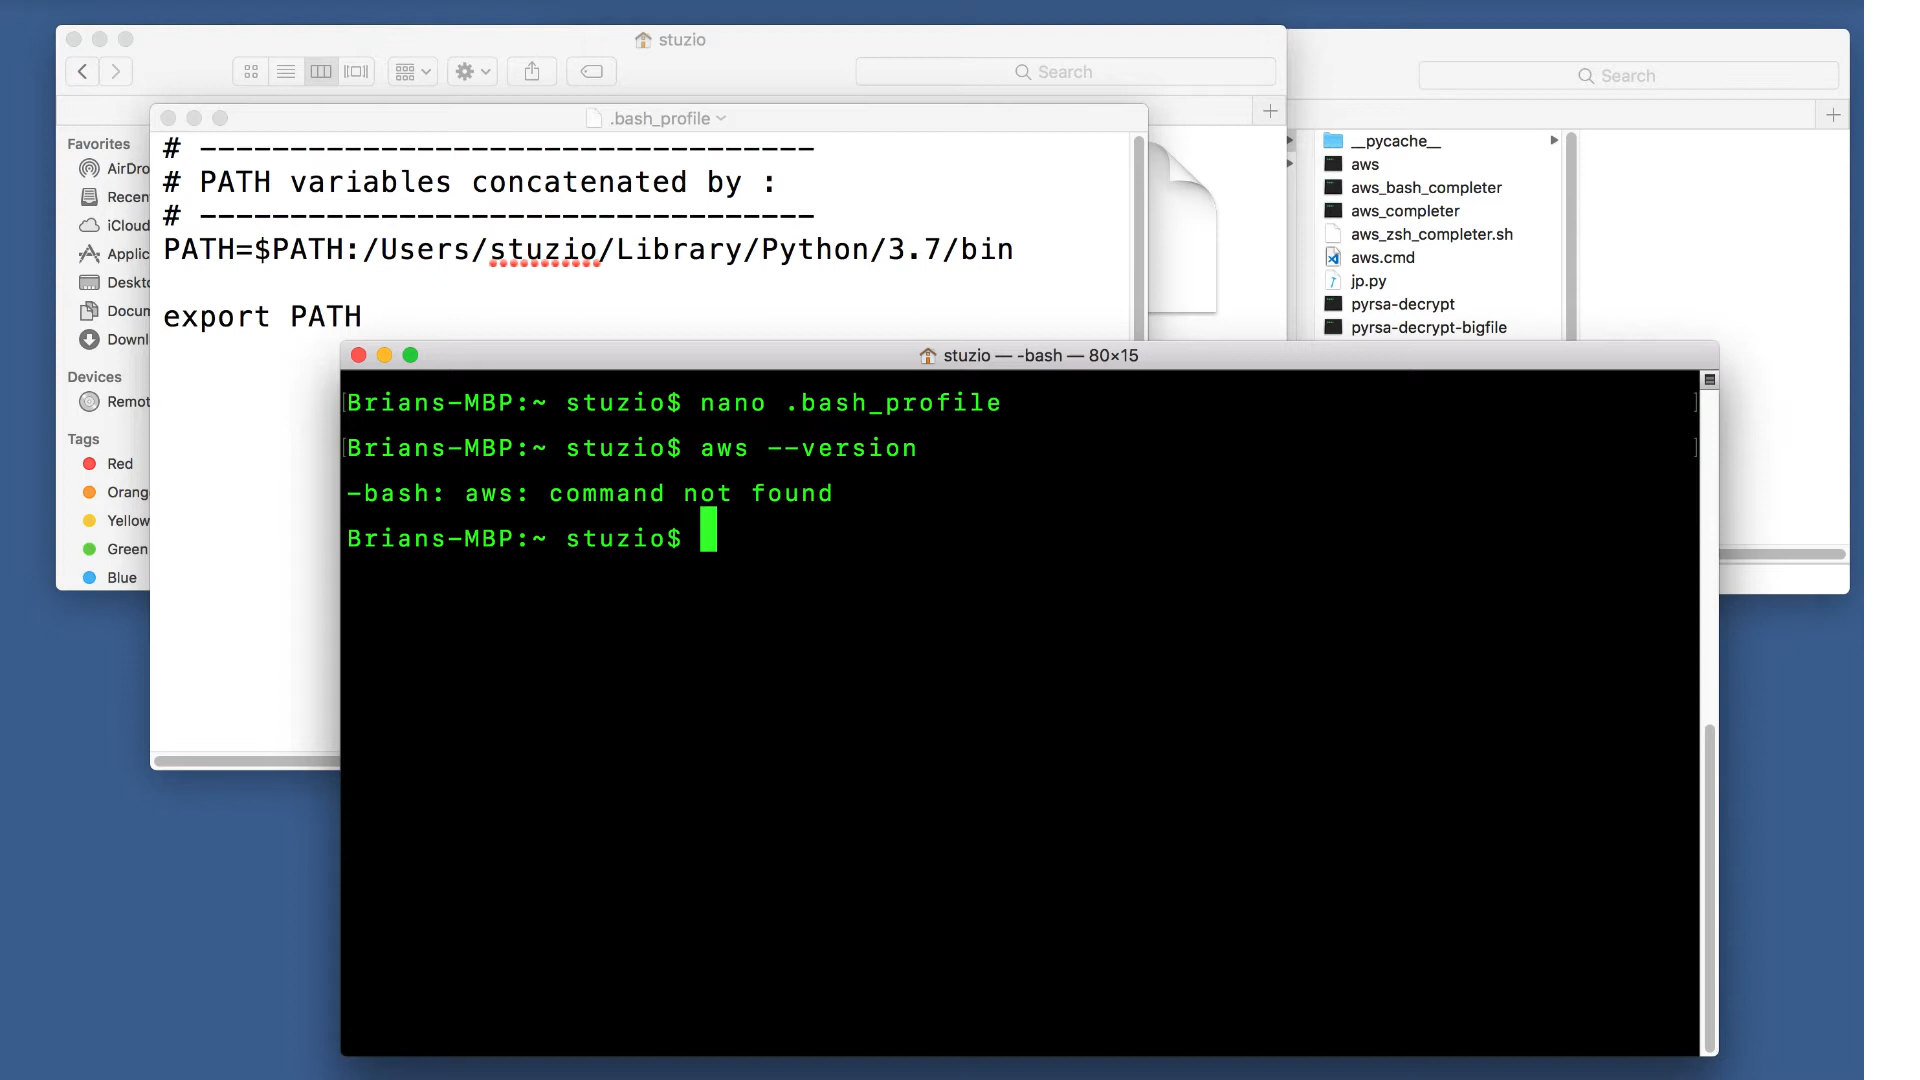 stuzio
Search
Search
.bash_profile
Favorites
AirDro
Recen
iCloud
Applic
Deskto
Docum
Downl
Devices
Remot
Tags
Red
Orang
Yellow
Green
Blue
# ----------------------------------
# PATH variables concatenated by :
# ----------------------------------
PATH=$PATH:/Users/stuzio/Library/Python/3.7/bin
export PATH
__pycache__
aws
aws_bash_completer
aws_completer
aws_zsh_completer.sh
aws.cmd
jp.py
pyrsa-decrypt
pyrsa-decrypt-bigfile
stuzio — -bash — 80×15
Brians-MBP:~ stuzio$ nano .bash_profile
Brians-MBP:~ stuzio$ aws --version
-bash: aws: command not found
Brians-MBP:~ stuzio$